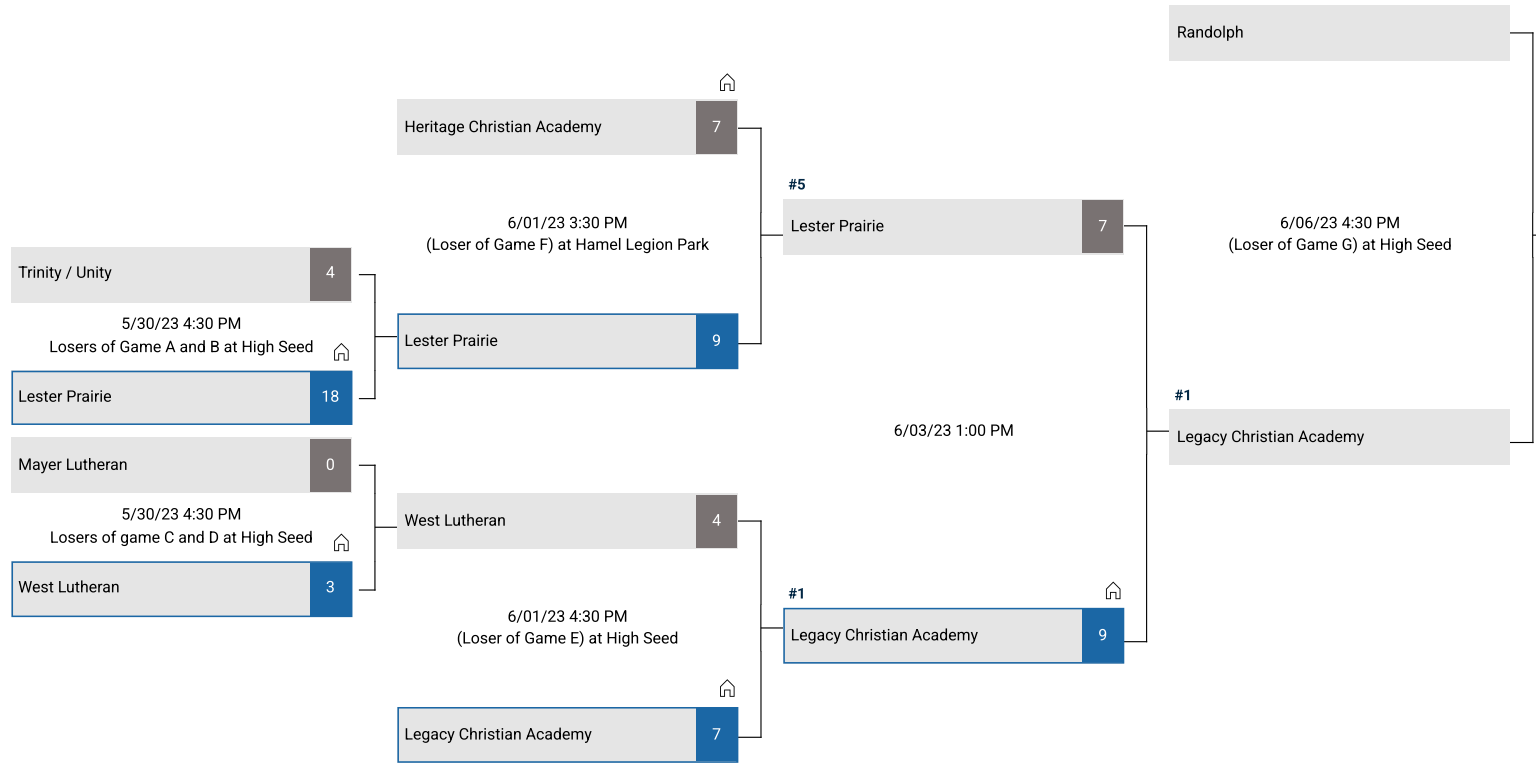 Randolph
Heritage Christian Academy
7
#5
6/01/23 3:30 PM
(Loser of Game F) at Hamel Legion Park
Lester Prairie
7
6/06/23 4:30 PM
(Loser of Game G) at High Seed
Trinity / Unity
4
5/30/23 4:30 PM
Losers of Game A and B at High Seed
Lester Prairie
9
Lester Prairie
18
#1
Legacy Christian Academy
6/03/23 1:00 PM
Mayer Lutheran
0
5/30/23 4:30 PM
Losers of game C and D at High Seed
West Lutheran
4
West Lutheran
3
#1
6/01/23 4:30 PM
(Loser of Game E) at High Seed
Legacy Christian Academy
9
Legacy Christian Academy
7